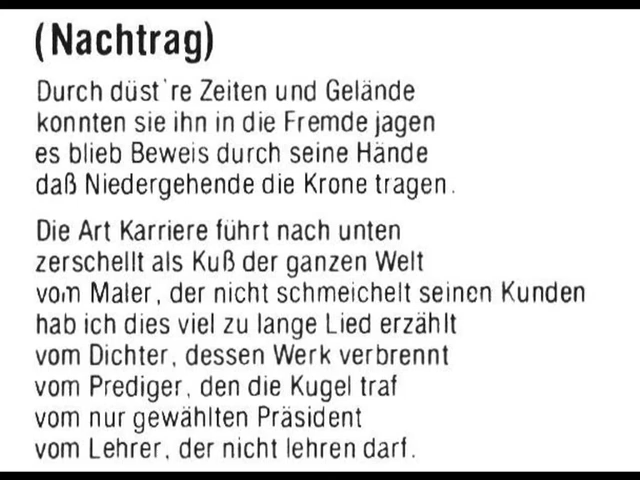 (Nachtrag)
Durch düst're Zeiten und Gelände
konnten sie ihn in die Fremde jagen
es blieb Beweis durch seine Hände
daß Niedergehende die Krone tragen.
Die Art Karriere führt nach unten
zerschellt als Kuß der ganzen Welt
vom Maler, der nicht schmeichelt seinen Kunden
hab ich dies viel zu lange Lied erzählt
vom Dichter, dessen Werk verbrennt
vom Prediger, den die Kugel traf
vom nur gewählten Präsident
vom Lehrer, der nicht lehren darf.